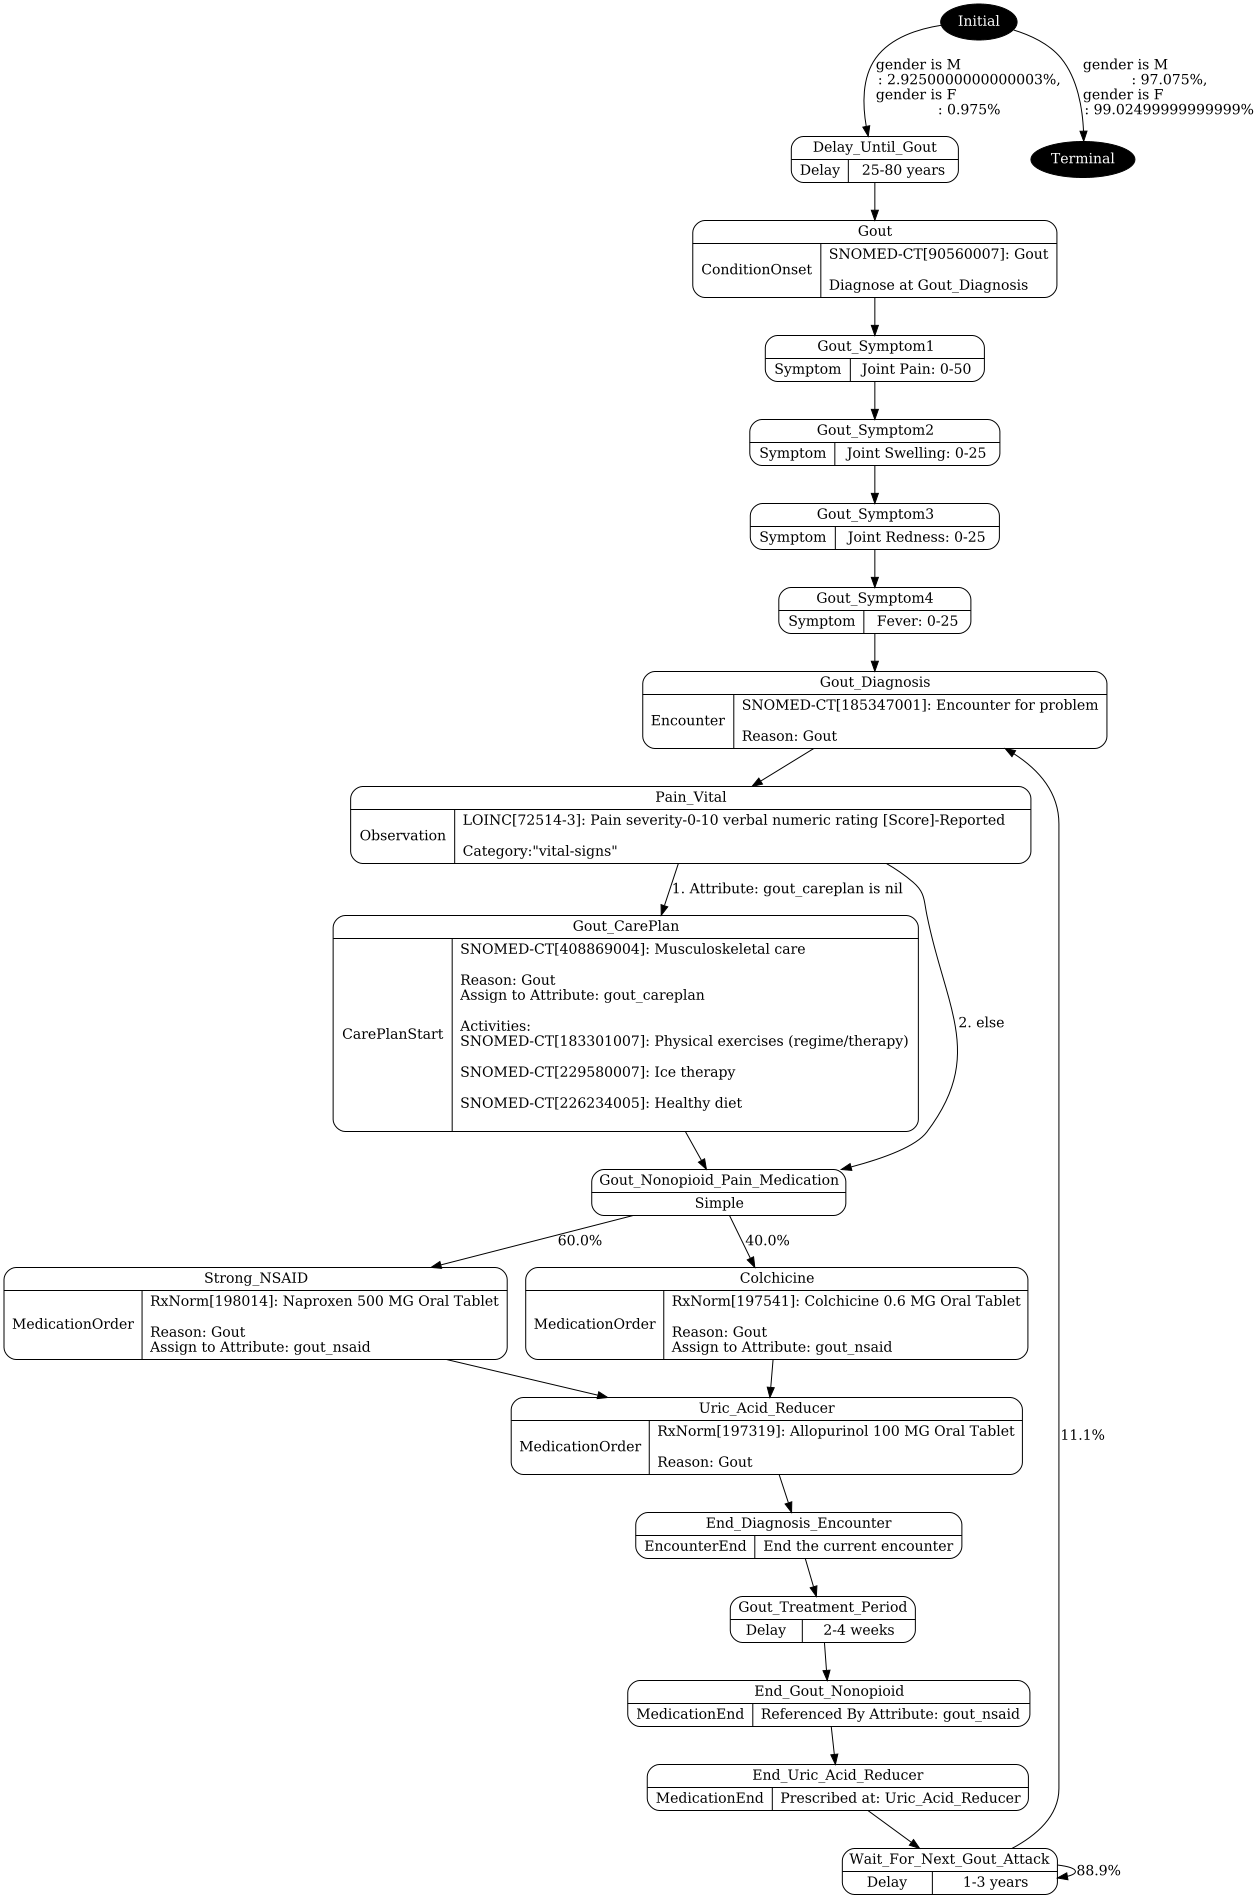 Initial
gender is M
: 2.9250000000000003%,
gender is F
: 0.975%
gender is M
: 97.075%,
gender is F
: 99.02499999999999%
Delay_Until_Gout
Delay
25-80 years
Terminal
Gout
ConditionOnset
SNOMED-CT[90560007]: Gout
Diagnose at Gout_Diagnosis
Gout_Symptom1
Symptom
Joint Pain: 0-50
Gout_Symptom2
Symptom
Joint Swelling: 0-25
Gout_Symptom3
Symptom
Joint Redness: 0-25
Gout_Symptom4
Symptom
Fever: 0-25
Gout_Diagnosis
Encounter
SNOMED-CT[185347001]: Encounter for problem
Reason: Gout
Pain_Vital
Observation
LOINC[72514-3]: Pain severity-0-10 verbal numeric rating [Score]-Reported
Category:"vital-signs"
1. Attribute: gout_careplan is nil
Gout_CarePlan
CarePlanStart
SNOMED-CT[408869004]: Musculoskeletal care
Reason: Gout
Assign to Attribute: gout_careplan
Activities:
SNOMED-CT[183301007]: Physical exercises (regime/therapy)
SNOMED-CT[229580007]: Ice therapy
SNOMED-CT[226234005]: Healthy diet
2. else
Gout_Nonopioid_Pain_Medication
Simple
60.0%
40.0%
Strong_NSAID
MedicationOrder
RxNorm[198014]: Naproxen 500 MG Oral Tablet
Reason: Gout
Assign to Attribute: gout_nsaid
Colchicine
MedicationOrder
RxNorm[197541]: Colchicine 0.6 MG Oral Tablet
Reason: Gout
Assign to Attribute: gout_nsaid
Uric_Acid_Reducer
MedicationOrder
RxNorm[197319]: Allopurinol 100 MG Oral Tablet
Reason: Gout
11.1%
End_Diagnosis_Encounter
EncounterEnd
End the current encounter
Gout_Treatment_Period
Delay
2-4 weeks
End_Gout_Nonopioid
MedicationEnd
Referenced By Attribute: gout_nsaid
End_Uric_Acid_Reducer
MedicationEnd
Prescribed at: Uric_Acid_Reducer
Wait_For_Next_Gout_Attack
Delay
1-3 years
88.9%